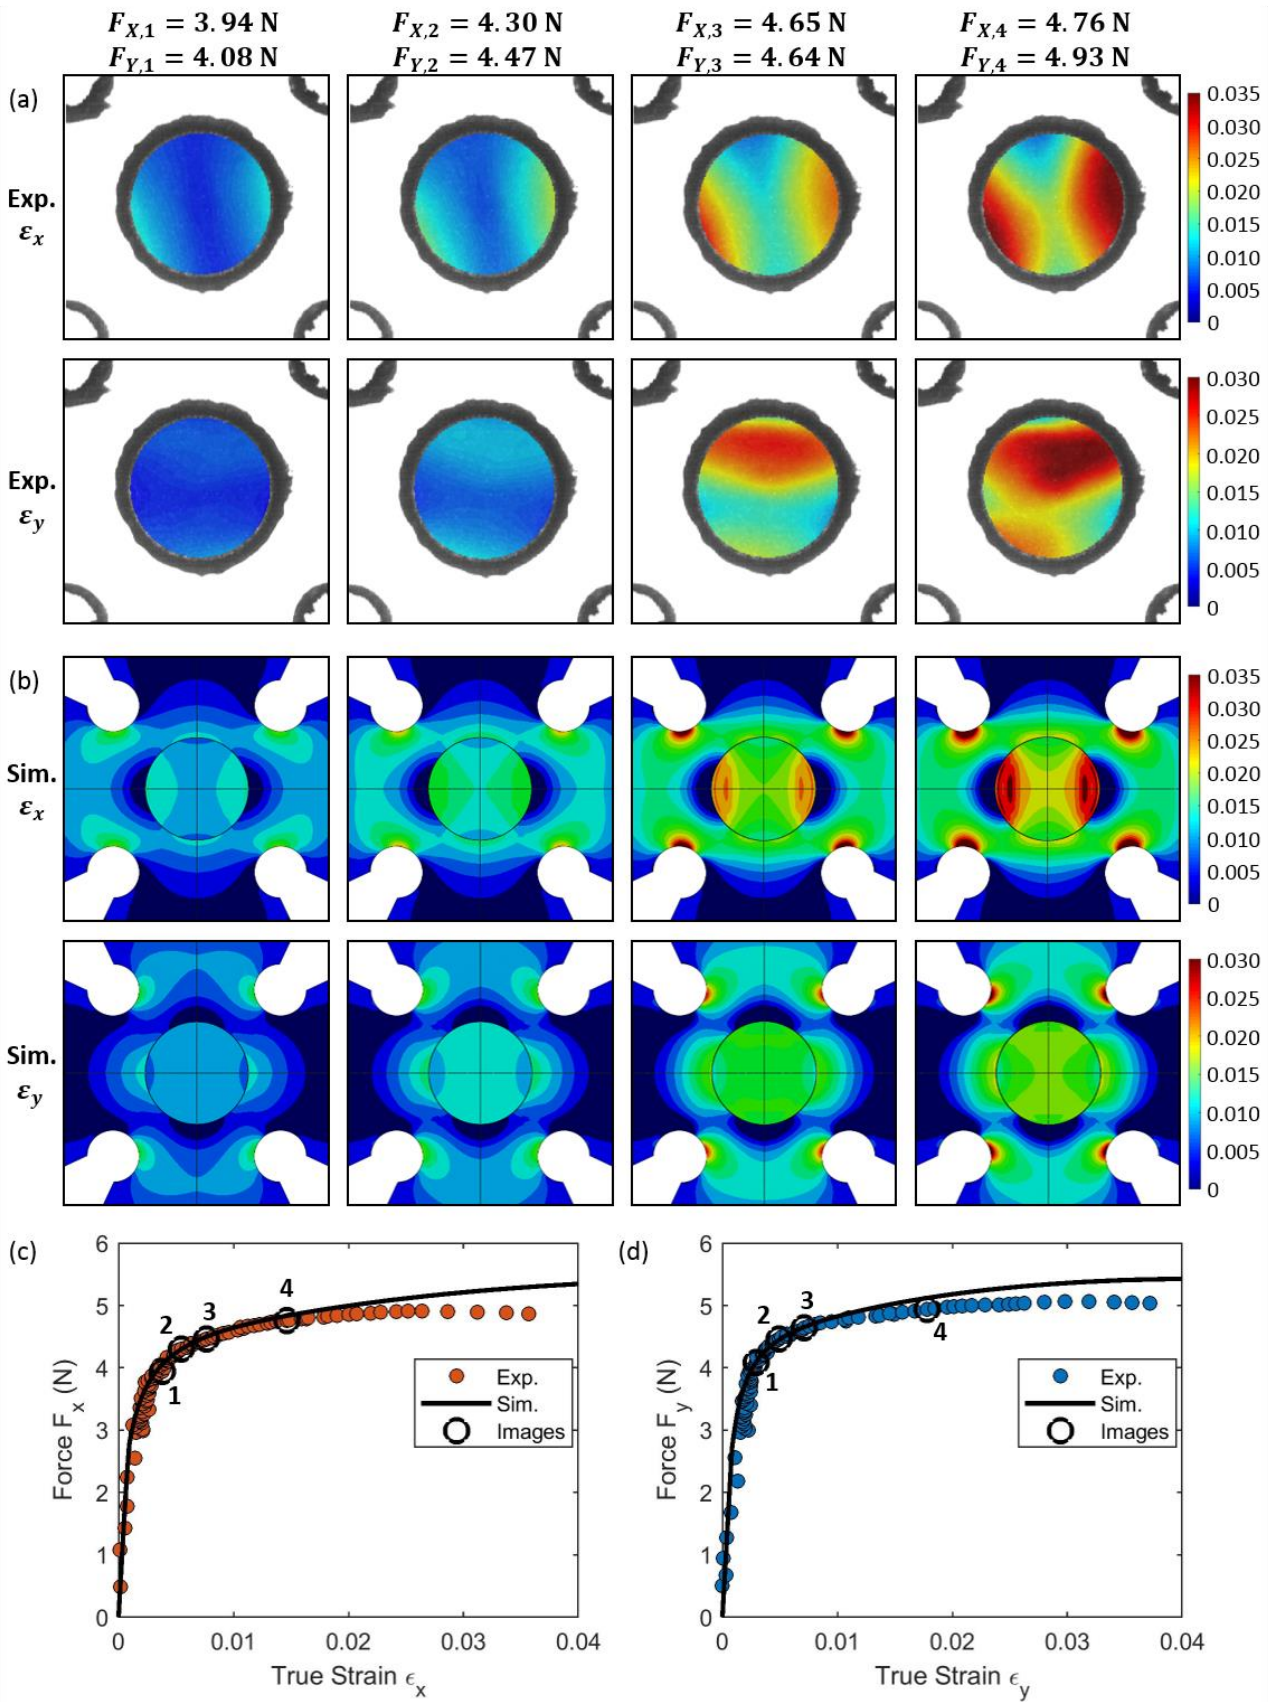 F_{X,1} = 3.94 N F_{X,2} = 4.30 N F_{X,3} = 4.65 N F_{X,4} = 4.76 N
F_{Y,1} = 4.08 N F_{Y,2} = 4.47 N F_{Y,3} = 4.64 N F_{Y,4} = 4.93 N
(a)
Exp.
ε_x
0.035
0.030
0.025
0.020
0.015
0.010
0.005
0
Exp.
ε_y
0.030
0.025
0.020
0.015
0.010
0.005
0
(b)
Sim.
ε_x
0.035
0.030
0.025
0.020
0.015
0.010
0.005
0
Sim.
ε_y
0.030
0.025
0.020
0.015
0.010
0.005
0
(c)
6
5
4
3
2
1
0
Force F_x (N)
1
2
3
4
Exp.
Sim.
Images
0 0.01 0.02 0.03 0.04
True Strain ϵ_x
(d)
6
5
4
3
2
1
0
Force F_y (N)
1
2
3
4
Exp.
Sim.
Images
0 0.01 0.02 0.03 0.04
True Strain ϵ_y